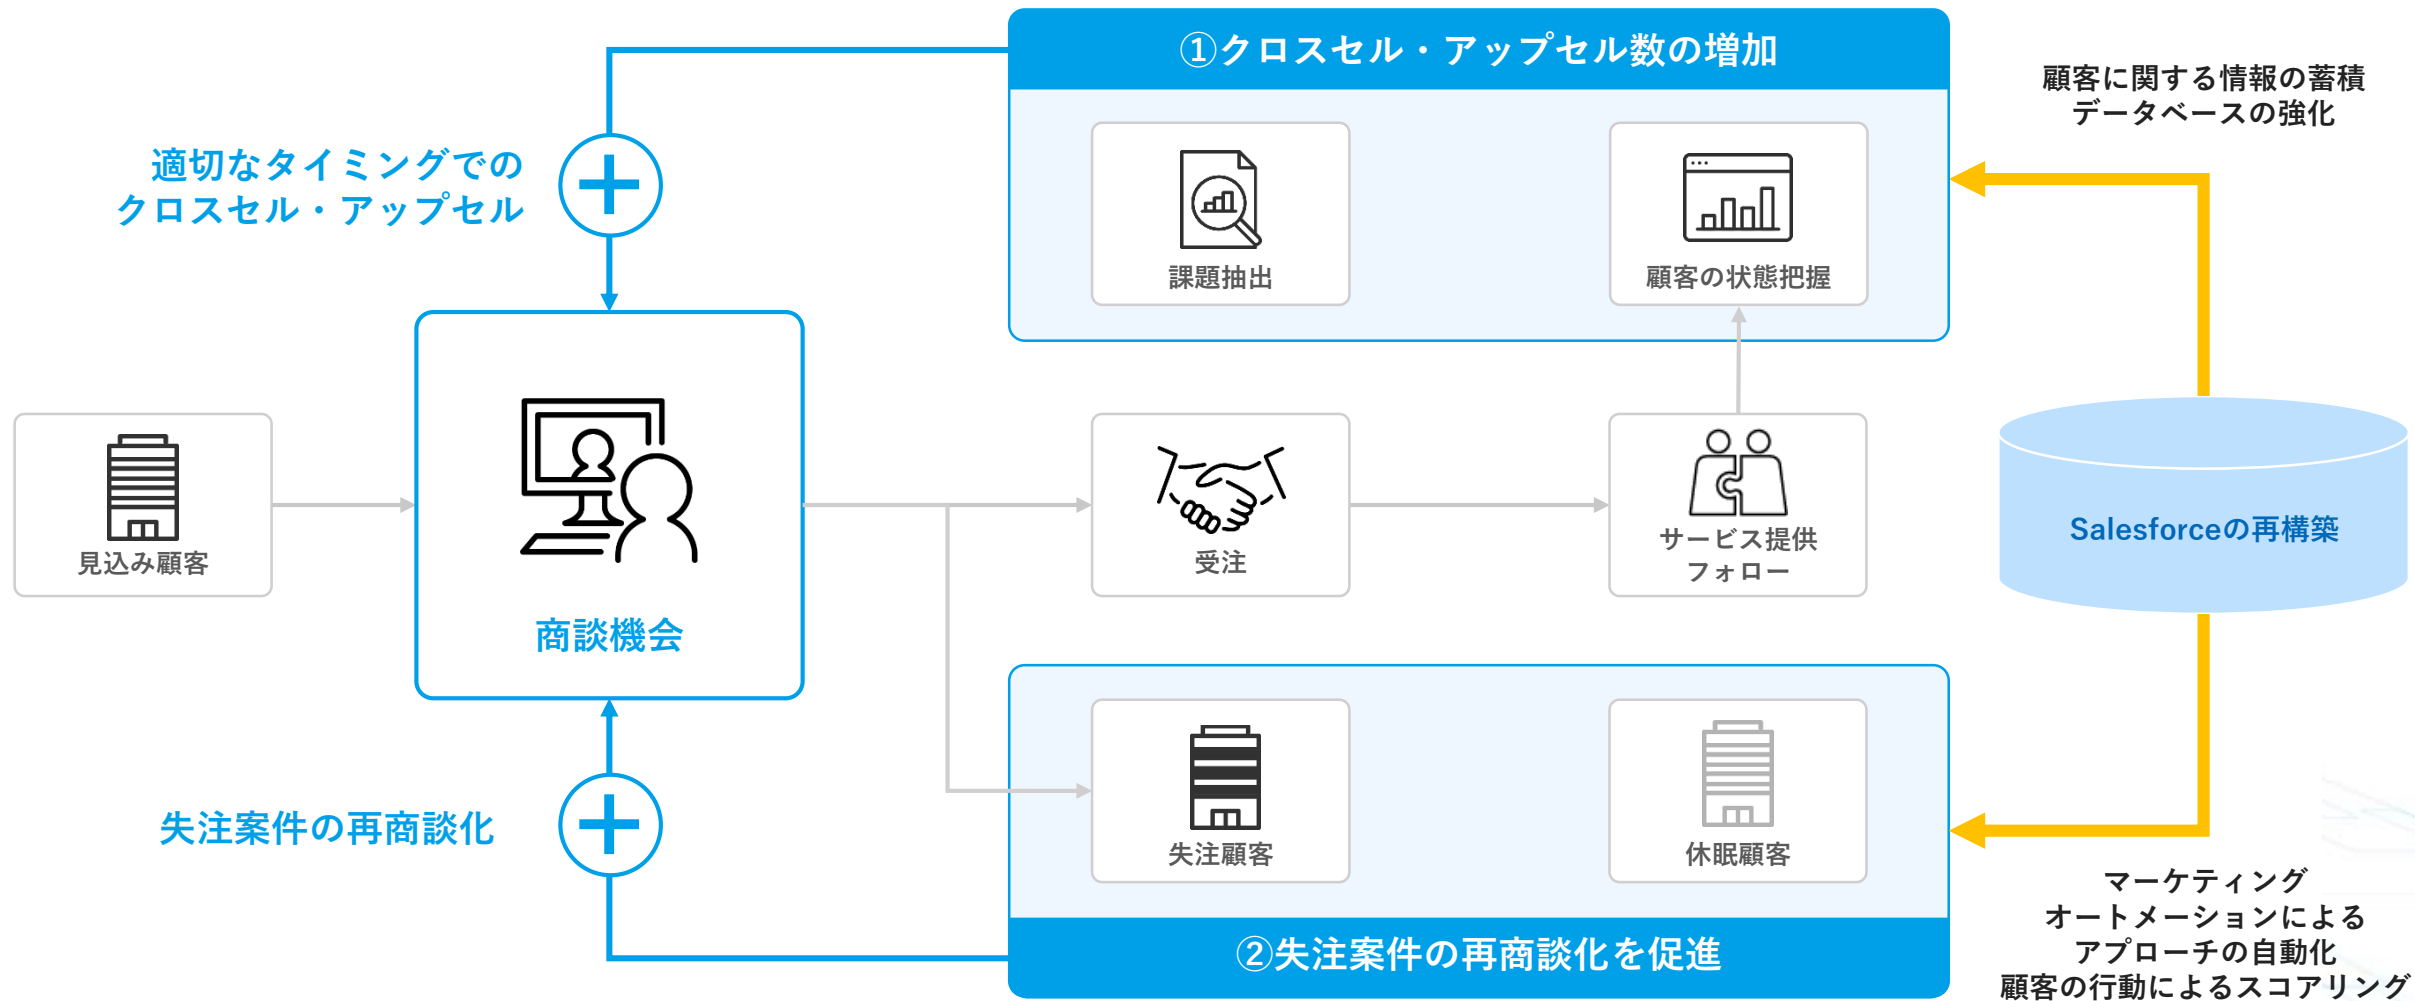 ①クロスセル・アップセル数の増加
顧客に関する情報の蓄積
データベースの強化
適切なタイミングでの
クロスセル・アップセル
課題抽出
顧客の状態把握
見込み顧客
商談機会
受注
サービス提供
フォロー
Salesforceの再構築
失注案件の再商談化
失注顧客
休眠顧客
②失注案件の再商談化を促進
マーケティング
オートメーションによる
アプローチの自動化
顧客の行動によるスコアリング